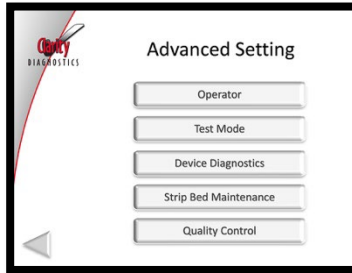 Clarity
DIAGNOSTICS
Advanced Setting
Operator
Test Mode
Device Diagnostics
Strip Bed Maintenance
Quality Control